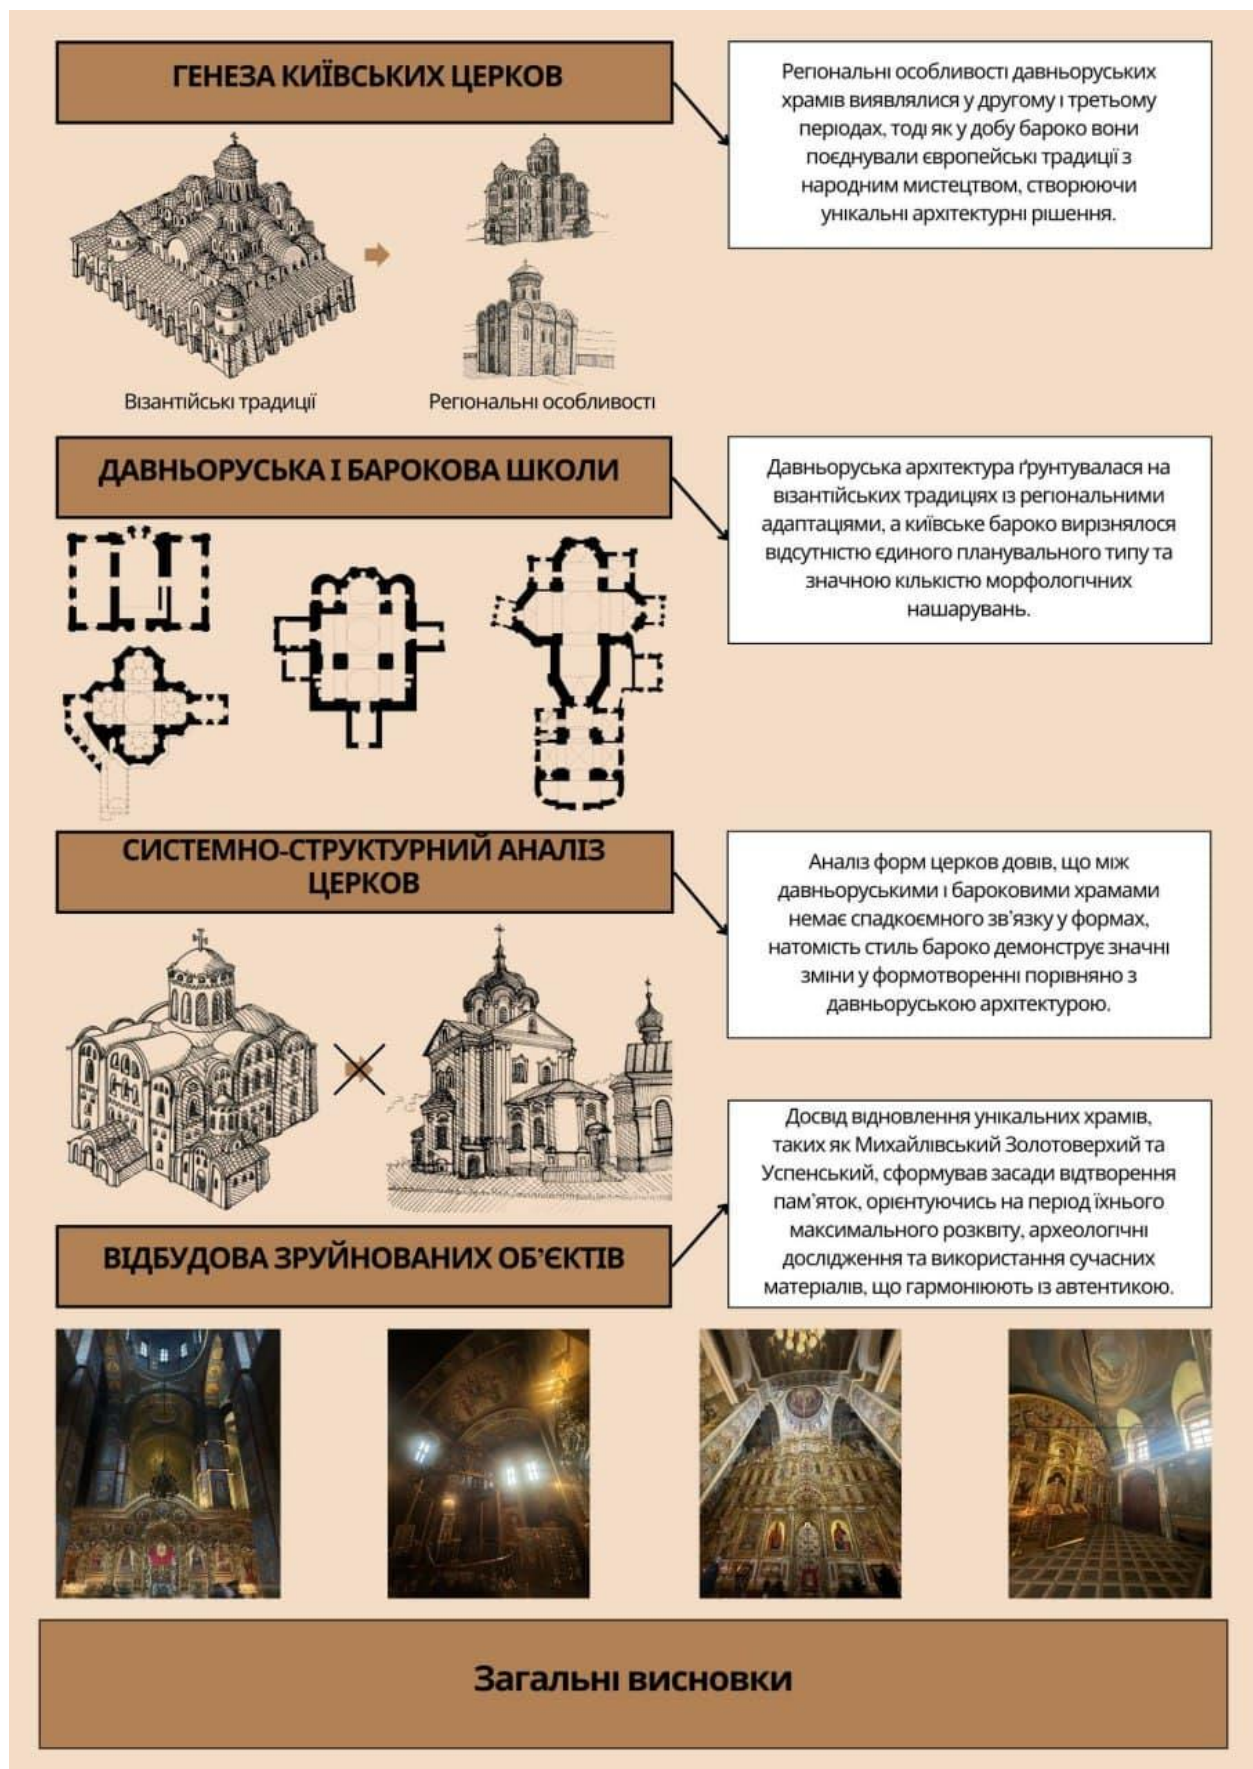 ГЕНЕЗА КИЇВСЬКИХ ЦЕРКОВ
Регіональні особливості давньоруських
храмів виявлялися у другому і третьому
періодах, тоді як у добу бароко вони
поєднували європейські традиції з
народним мистецтвом, створюючи
унікальні архітектурні рішення.
Візантійські традиції
Регіональні особливості
ДАВНЬОРУСЬКА І БАРОКОВА ШКОЛИ
Давньоруська архітектура ґрунтувалася на
візантійських традиціях із регіональними
адаптаціями, а київське бароко вирізнялося
відсутністю єдиного планувального типу та
значною кількістю морфологічних
нашарувань.
СИСТЕМНО-СТРУКТУРНИЙ АНАЛІЗ
ЦЕРКОВ
Аналіз форм церков довів, що між
давньоруськими і бароковими храмами
немає спадкоємного зв’язку у формах,
натомість стиль бароко демонструє значні
зміни у формотворенні порівняно з
давньоруською архітектурою.
ВІДБУДОВА ЗРУЙНОВАНИХ ОБ’ЄКТІВ
Досвід відновлення унікальних храмів,
таких як Михайлівський Золотоверхий та
Успенський, сформував засади відтворення
пам’яток, орієнтуючись на період їхнього
максимального розквіту, археологічні
дослідження та використання сучасних
матеріалів, що гармоніюють із автентикою.
Загальні висновки